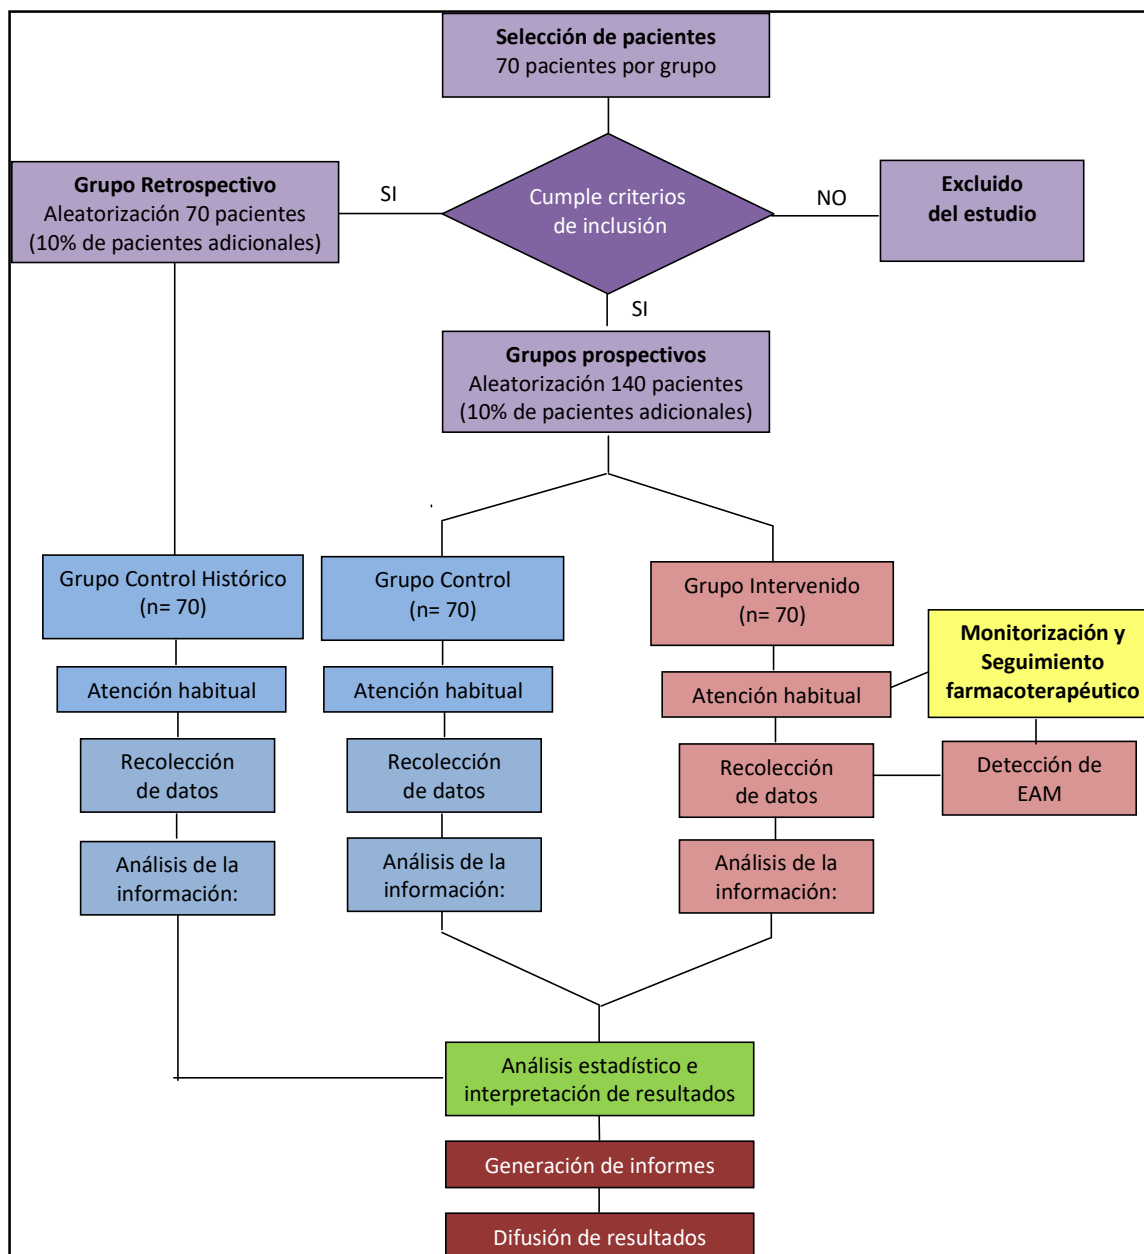 Selección de pacientes
70 pacientes por grupo
Grupo Retrospectivo
Aleatorización 70 pacientes
(10% de pacientes adicionales)
SI
Cumple criterios
de inclusión
NO
Excluido
del estudio
SI
Grupos prospectivos
Aleatorización 140 pacientes
(10% de pacientes adicionales)
Grupo Control Histórico
(n= 70)
Grupo Control
(n= 70)
Grupo Intervenido
(n= 70)
Monitorización y
Seguimiento
farmacoterapéutico
Atención habitual
Atención habitual
Atención habitual
Recolección
de datos
Recolección
de datos
Recolección
de datos
Detección de
EAM
Análisis de la
información:
Análisis de la
información:
Análisis de la
información:
Análisis estadístico e
interpretación de resultados
Generación de informes
Difusión de resultados